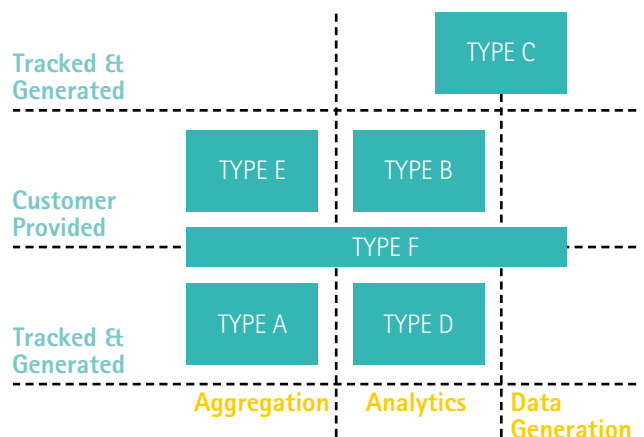 TYPE C
Tracked &
Generated
TYPE E
TYPE B
Customer
Provided
TYPE F
TYPE A
TYPE D
Tracked &
Generated
Aggregation
Analytics
Data
Generation